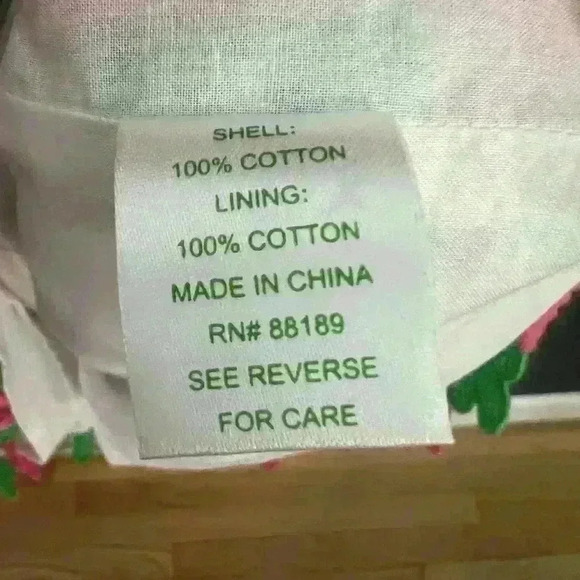 SHELL:
100% COTTON
LINING:
100% COTTON
MADE IN CHINA
RN# 88189
SEE REVERSE
FOR CARE